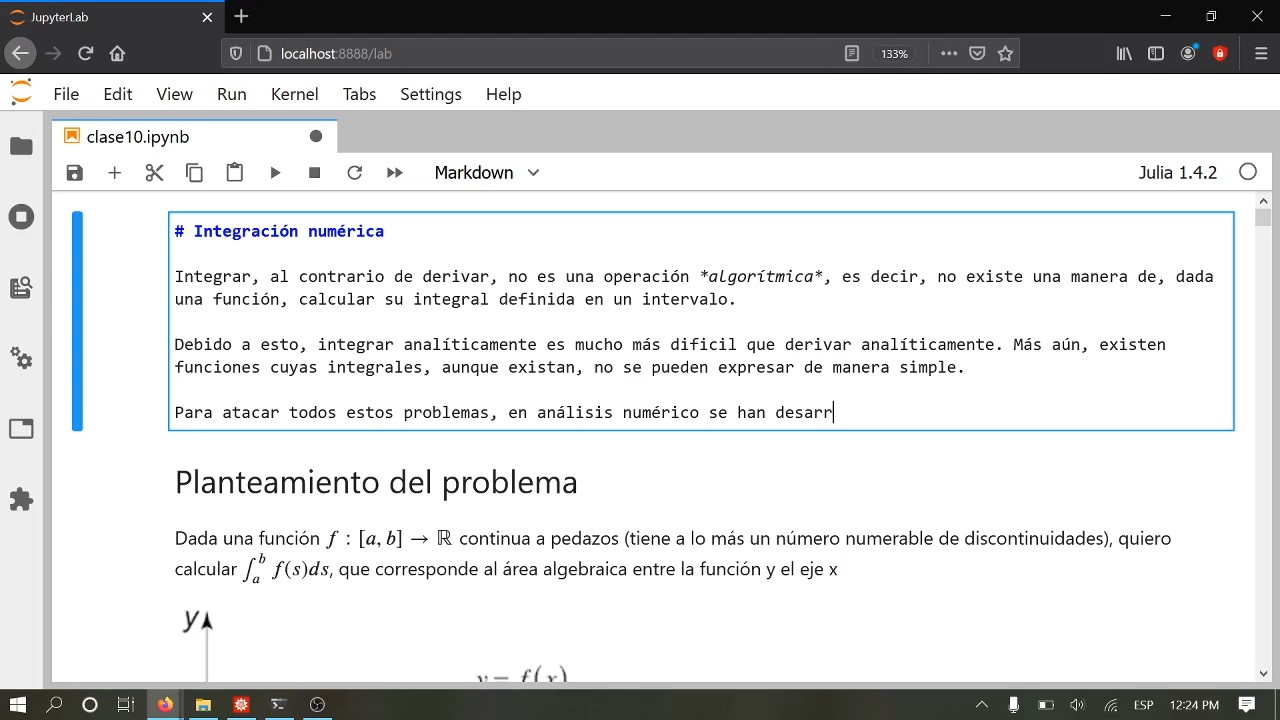 JupyterLab
localhost:8888/lab
133%
File Edit View Run Kernel Tabs Settings Help
clase10.ipynb
Markdown
Julia 1.4.2
# Integración numérica
Integrar, al contrario de derivar, no es una operación *algorítmica*, es decir, no existe una manera de, dada
una función, calcular su integral definida en un intervalo.
Debido a esto, integrar analíticamente es mucho más dificil que derivar analíticamente. Más aún, existen
funciones cuyas integrales, aunque existan, no se pueden expresar de manera simple.
Para atacar todos estos problemas, en análisis numérico se han desarr
Planteamiento del problema
Dada una función f : [a, b] → ℝ continua a pedazos (tiene a lo más un número numerable de discontinuidades), quiero
calcular ∫_a^b f(s)ds, que corresponde al área algebraica entre la función y el eje x
y
y = f(x)
ESP
12:24 PM